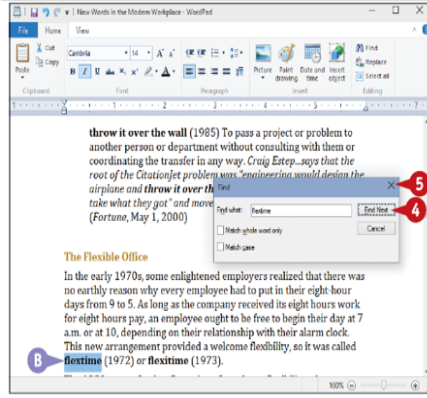 New Words in the Modern Workplace - WordPad
File Home View
Cut
Copy
Paste
Clipboard
Cambria 14 A A
B I U abc X₂ X² A
Font
Paragraph
Picture Paint drawing Date and time Insert object
Insert
Find
Replace
Select all
Editing
throw it over the wall (1985) To pass a project or problem to
another person or department without consulting with them or
coordinating the transfer in any way. Craig Estep...says that the
root of the CitationJet problem was "engineering would design the
airplane and throw it over th
take what they got" and move
(Fortune, May 1, 2000)
Find
5
Find what: flextime
Find Next
4
Match whole word only
Cancel
Match case
The Flexible Office
In the early 1970s, some enlightened employers realized that there was
no earthly reason why every employee had to put in their eight-hour
days from 9 to 5. As long as the company received its eight hours work
for eight hours pay, an employee ought to be free to begin their day at 7
a.m. or at 10, depending on their relationship with their alarm clock.
This new arrangement provided a welcome flexibility, so it was called
B flextime (1972) or flexitime (1973).
100%